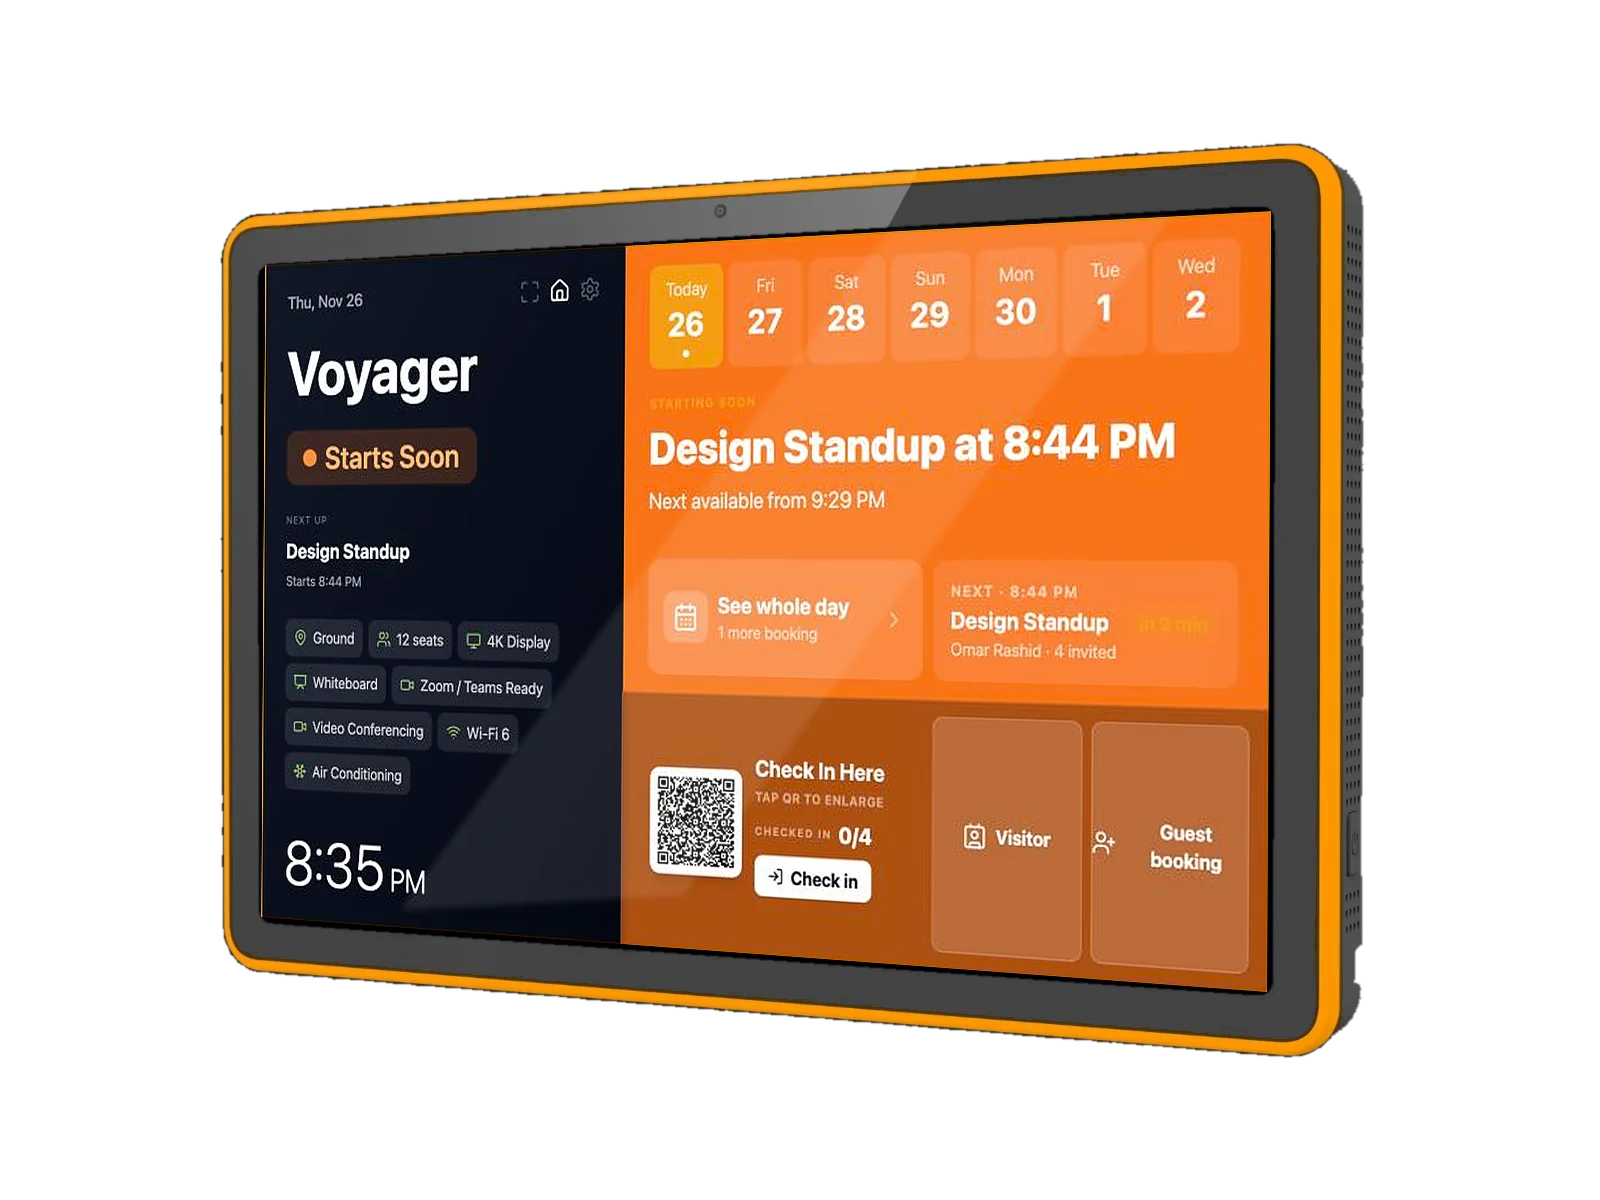 Thu, Nov 26
Voyager
Starts Soon
NEXT UP
Design Standup
Starts 8:44 PM
Ground
12 seats
4K Display
Whiteboard
Zoom / Teams Ready
Video Conferencing
Wi-Fi 6
Air Conditioning
8:35 PM
Today
26
Fri
27
Sat
28
Sun
29
Mon
30
Tue
1
Wed
2
STARTING SOON
Design Standup at 8:44 PM
Next available from 9:29 PM
See whole day
1 more booking
NEXT · 8:44 PM
Design Standup
in 9 min
Omar Rashid · 4 invited
Check In Here
TAP QR TO ENLARGE
CHECKED IN 0/4
Check in
Visitor
Guest
booking